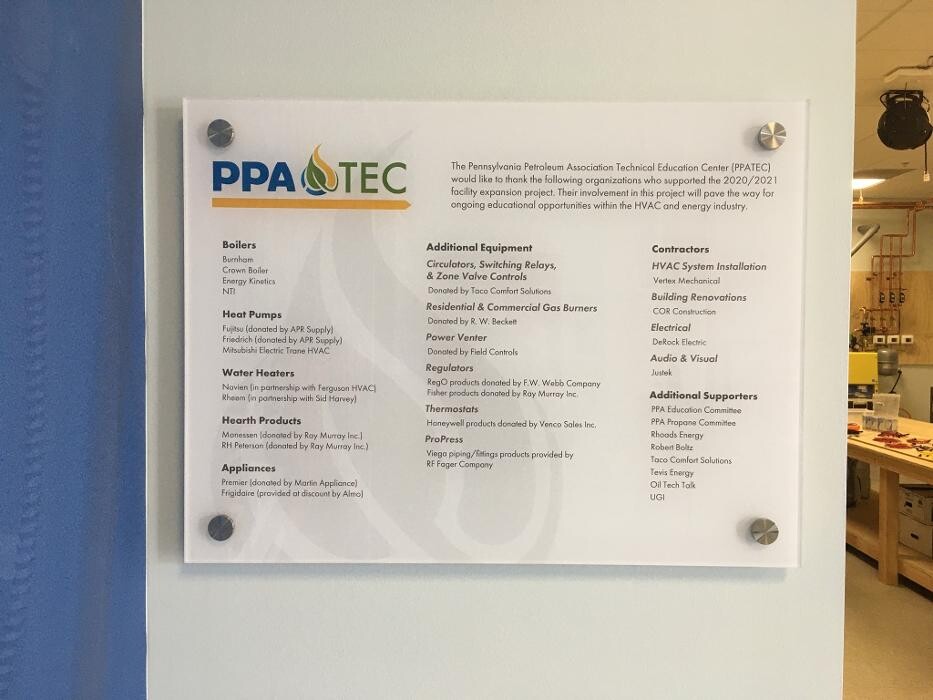 PPA TEC
The Pennsylvania Petroleum Association Technical Education Center (PPATEC)
would like to thank the following organizations who supported the 2020/2021
facility expansion project. Their involvement in this project will pave the way for
ongoing educational opportunities within the HVAC and energy industry.
Boilers
Burnham
Crown Boiler
Energy Kinetics
NTI
Heat Pumps
Fujitsu (donated by APR Supply)
Friedrich (donated by APR Supply)
Mitsubishi Electric Trane HVAC
Water Heaters
Navien (in partnership with Ferguson HVAC)
Rheem (in partnership with Sid Harvey)
Hearth Products
Monessen (donated by Ray Murray Inc.)
RH Peterson (donated by Ray Murray Inc.)
Appliances
Premier (donated by Martin Appliance)
Frigidaire (provided at discount by Almo)
Additional Equipment
Circulators, Switching Relays,
& Zone Valve Controls
Donated by Taco Comfort Solutions
Residential & Commercial Gas Burners
Donated by R. W. Beckett
Power Venter
Donated by Field Controls
Regulators
RegO products donated by F.W. Webb Company
Fisher products donated by Ray Murray Inc.
Thermostats
Honeywell products donated by Venco Sales Inc.
ProPress
Viega piping/fittings products provided by
RF Fager Company
Contractors
HVAC System Installation
Vertex Mechanical
Building Renovations
COR Construction
Electrical
DeRock Electric
Audio & Visual
Justek
Additional Supporters
PPA Education Committee
PPA Propane Committee
Rhoads Energy
Robert Boltz
Taco Comfort Solutions
Tevis Energy
Oil Tech Talk
UGI